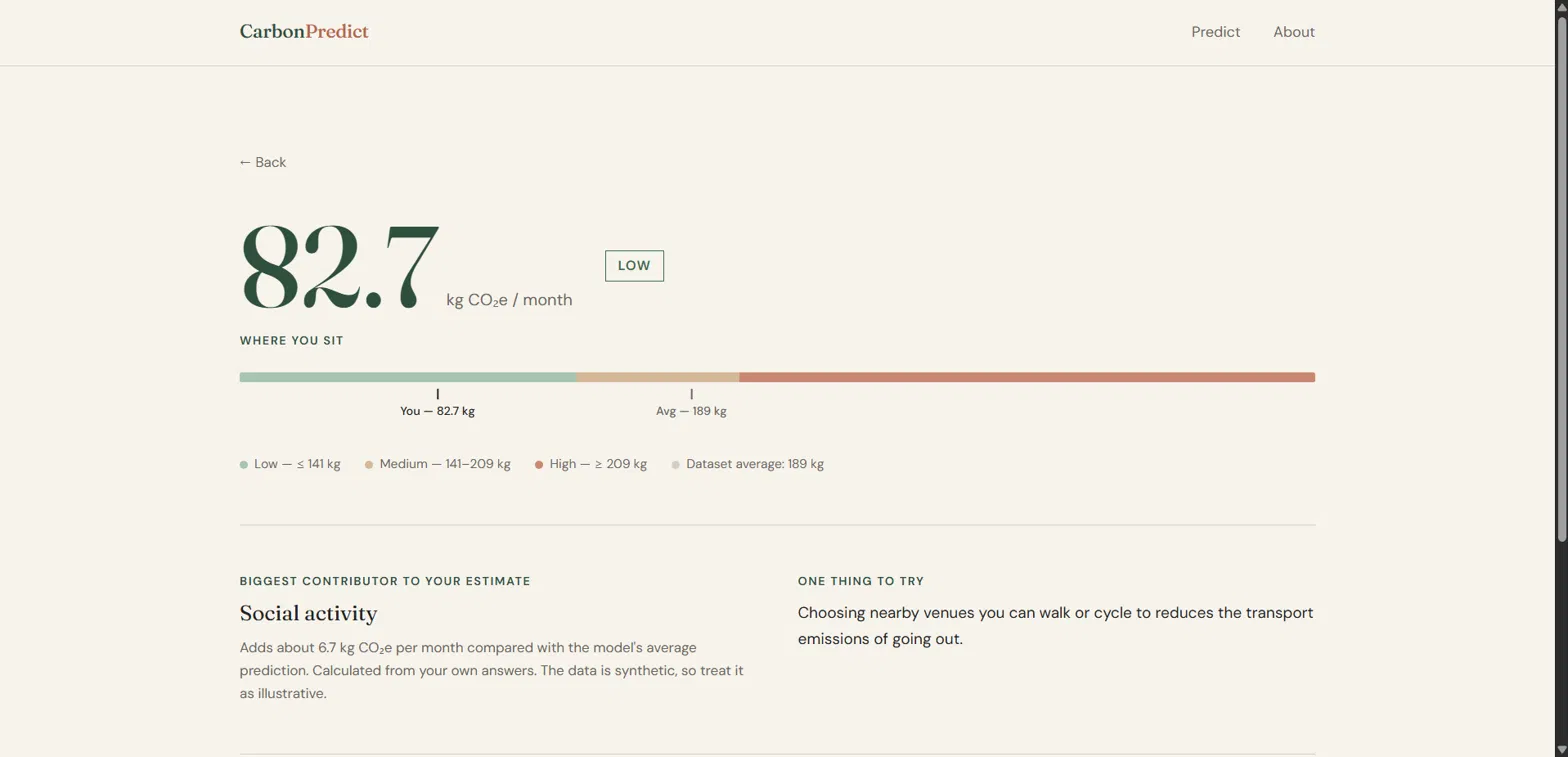 CarbonPredict
Predict About
← Back
82.7 kg CO₂e / month
LOW
WHERE YOU SIT
You — 82.7 kg
Avg — 189 kg
Low — ≤ 141 kg
Medium — 141–209 kg
High — ≥ 209 kg
Dataset average: 189 kg
BIGGEST CONTRIBUTOR TO YOUR ESTIMATE
Social activity
Adds about 6.7 kg CO₂e per month compared with the model's average
prediction. Calculated from your own answers. The data is synthetic, so treat it
as illustrative.
ONE THING TO TRY
Choosing nearby venues you can walk or cycle to reduces the transport
emissions of going out.